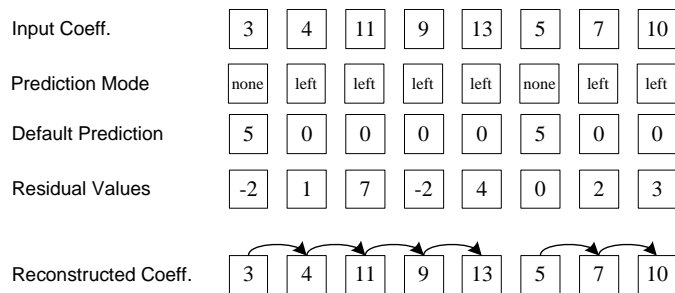 Input Coeff. 3 4 11 9 13 5 7 10
Prediction Mode none left left left left none left left
Default Prediction 5 0 0 0 0 5 0 0
Residual Values -2 1 7 -2 4 0 2 3
Reconstructed Coeff. 3 4 11 9 13 5 7 10